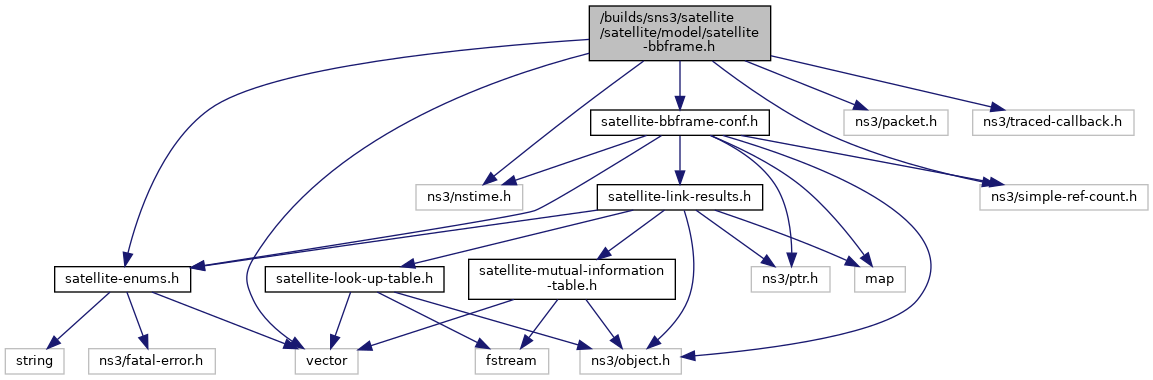 /builds/sns3/satellite
/satellite/model/satellite
-bbframe.h
satellite-bbframe-conf.h
ns3/packet.h
ns3/traced-callback.h
ns3/nstime.h
satellite-link-results.h
ns3/simple-ref-count.h
satellite-enums.h
satellite-look-up-table.h
satellite-mutual-information
-table.h
ns3/ptr.h
map
string
ns3/fatal-error.h
vector
fstream
ns3/object.h